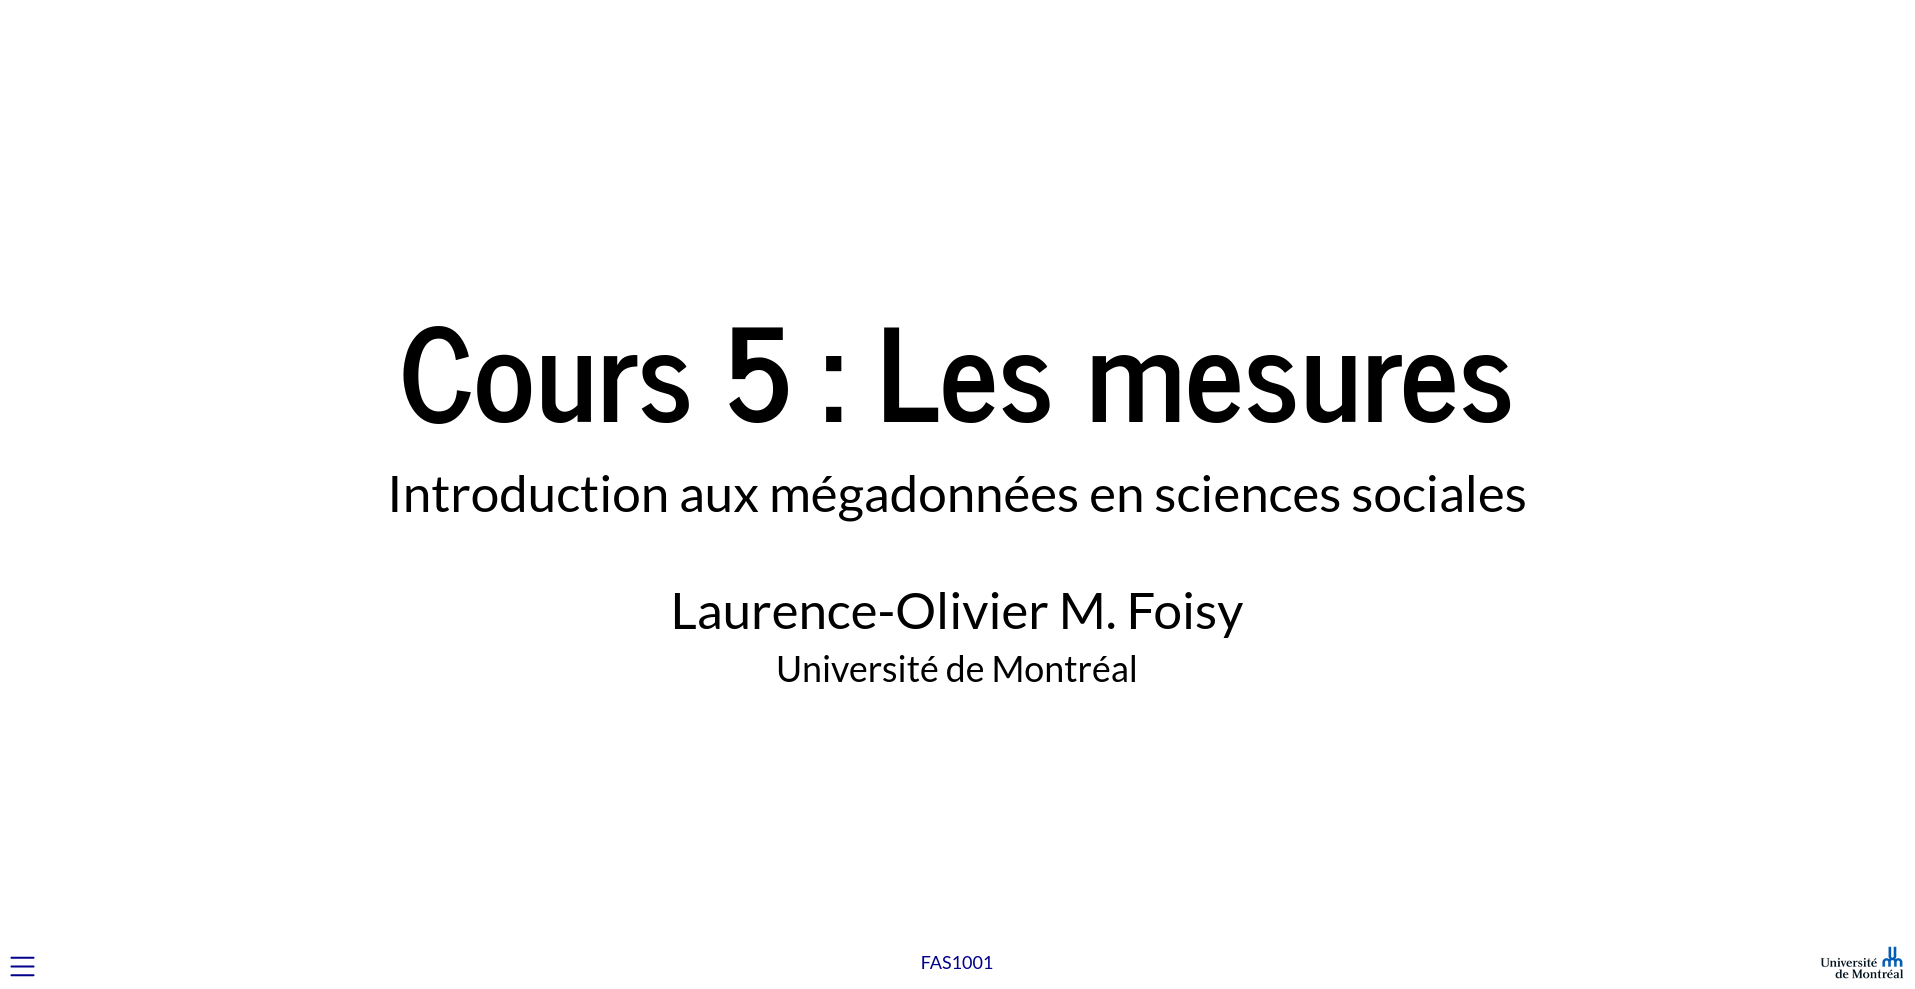 Cours 5 : Les mesures
Introduction aux mégadonnées en sciences sociales
Laurence-Olivier M. Foisy
Université de Montréal
FAS1001
Université
de Montréal